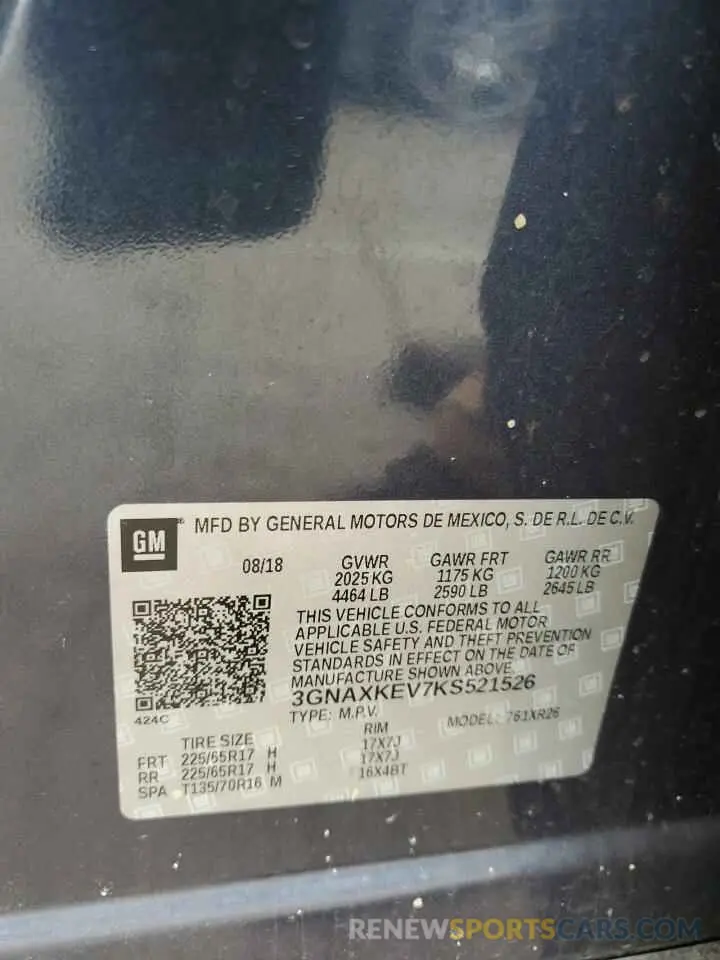 GM
MFD BY GENERAL MOTORS DE MEXICO, S. DE R.L. DE C.V.
08/18 GVWR GAWR FRT GAWR RR
2025 KG 1175 KG 1200 KG
4464 LB 2590 LB 2645 LB
THIS VEHICLE CONFORMS TO ALL
APPLICABLE U.S. FEDERAL MOTOR
VEHICLE SAFETY AND THEFT PREVENTION
STANDARDS IN EFFECT ON THE DATE OF
MANUFACTURE SHOWN ABOVE.
3GNAXKEV7KS521526
424C
TYPE: M.P.V. MODEL: 761XR26
TIRE SIZE RIM
FRT 225/65R17 H 17X7J
RR 225/65R17 H 17X7J
SPA T135/70R16 M 16X4BT
RENEWSPORTSCARS.COM